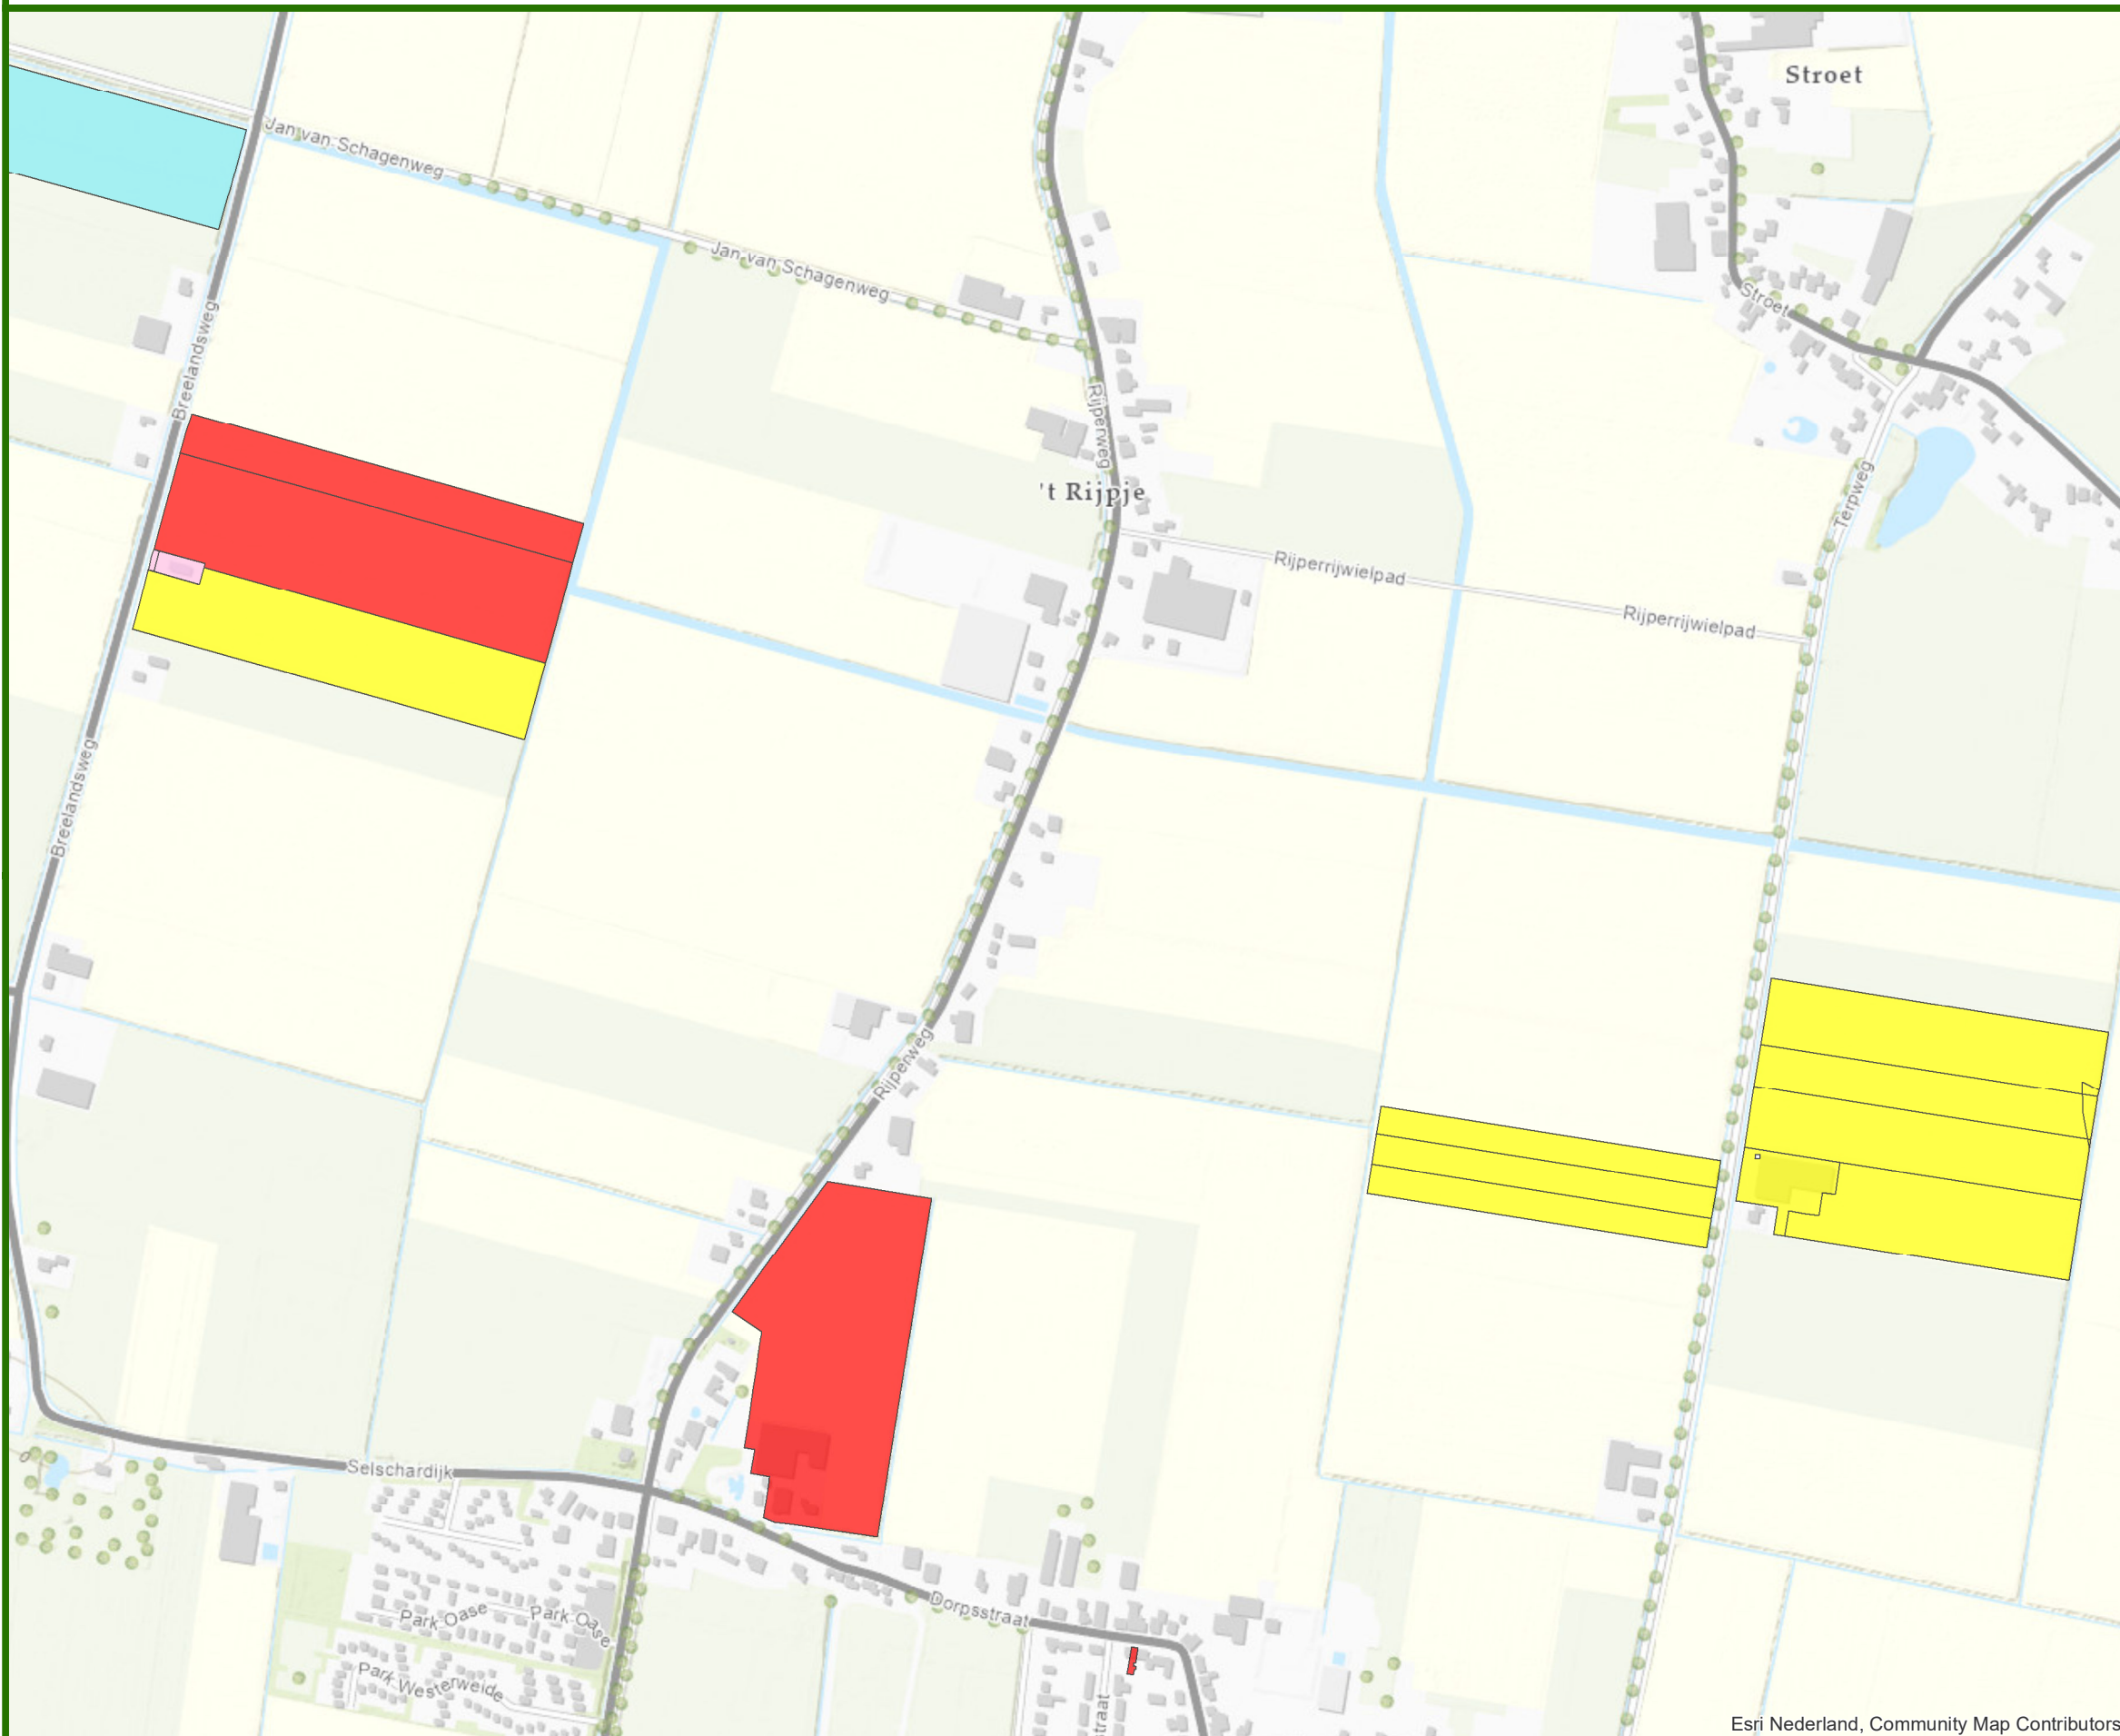 Stroet
Jan van Schagenweg
Jan van Schagenweg
Stroet
Breelandsweg
Rijperweg
't Rijpje
Terpweg
Rijperrijwielpad
Rijperrijwielpad
Breelandsweg
Rijperweg
Selschardijk
Dorpsstraat
Park Oase
Park Oase
Park Westerweide
straat
Esri Nederland, Community Map Contributors